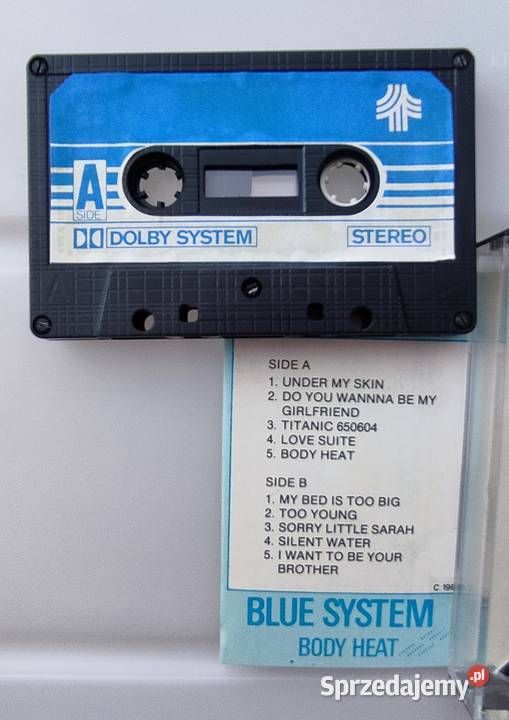 A
SIDE
DOLBY SYSTEM
STEREO
A
SIDE A
1. UNDER MY SKIN
2. DO YOU WANNNA BE MY
GIRLFRIEND
3. TITANIC 650604
4. LOVE SUITE
5. BODY HEAT
SIDE B
1. MY BED IS TOO BIG
2. TOO YOUNG
3. SORRY LITTLE SARAH
4. SILENT WATER
5. I WANT TO BE YOUR
BROTHER
C
BLUE SYSTEM
BODY HEAT
Sprzedajemy.pl